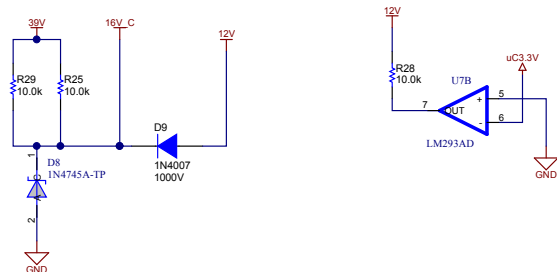 39V
16V_C
12V
R29
10.0k
R25
10.0k
D9
1N4007
1000V
1
D8
1N4745A-TP
C
A
2
GND
12V
R28
10.0k
uC3.3V
U7B
7
OUT
+
5
-
6
LM293AD
GND